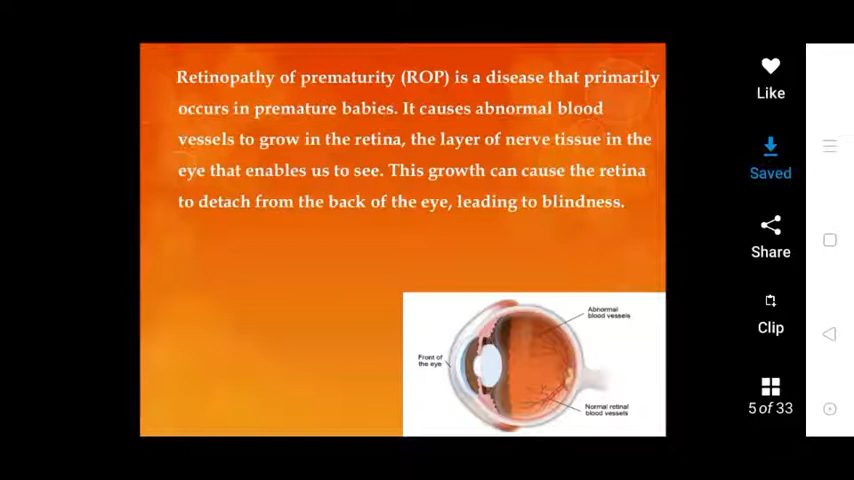 Retinopathy of prematurity (ROP) is a disease that primarily
occurs in premature babies. It causes abnormal blood
vessels to grow in the retina, the layer of nerve tissue in the
eye that enables us to see. This growth can cause the retina
to detach from the back of the eye, leading to blindness.
Abnormal
blood vessels
Front of
the eye
Normal retinal
blood vessels
Like
Saved
Share
Clip
5 of 33